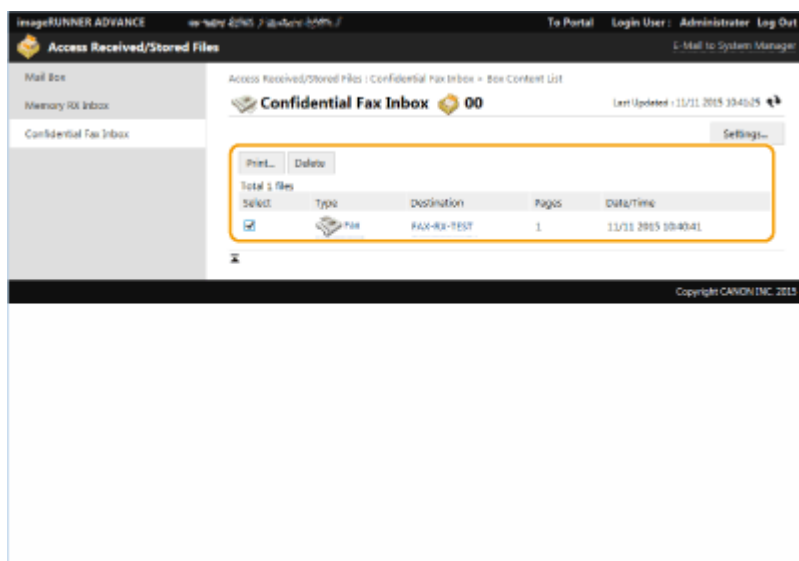 imageRUNNER ADVANCE To Portal Login User : Administrator Log Out
Access Received/Stored Files E-Mail to System Manager
Mail Box
Memory RX Inbox
Confidential Fax Inbox
Access Received/Stored Files : Confidential Fax Inbox > Box Content List
Confidential Fax Inbox 00 Last Updated : 11/11 2015 10:41:25
Settings...
Print... Delete
Total 1 files
Select Type Destination Pages Date/Time
Fax FAX-RX-TEST 1 11/11 2015 10:40:41
Copyright CANON INC. 2015